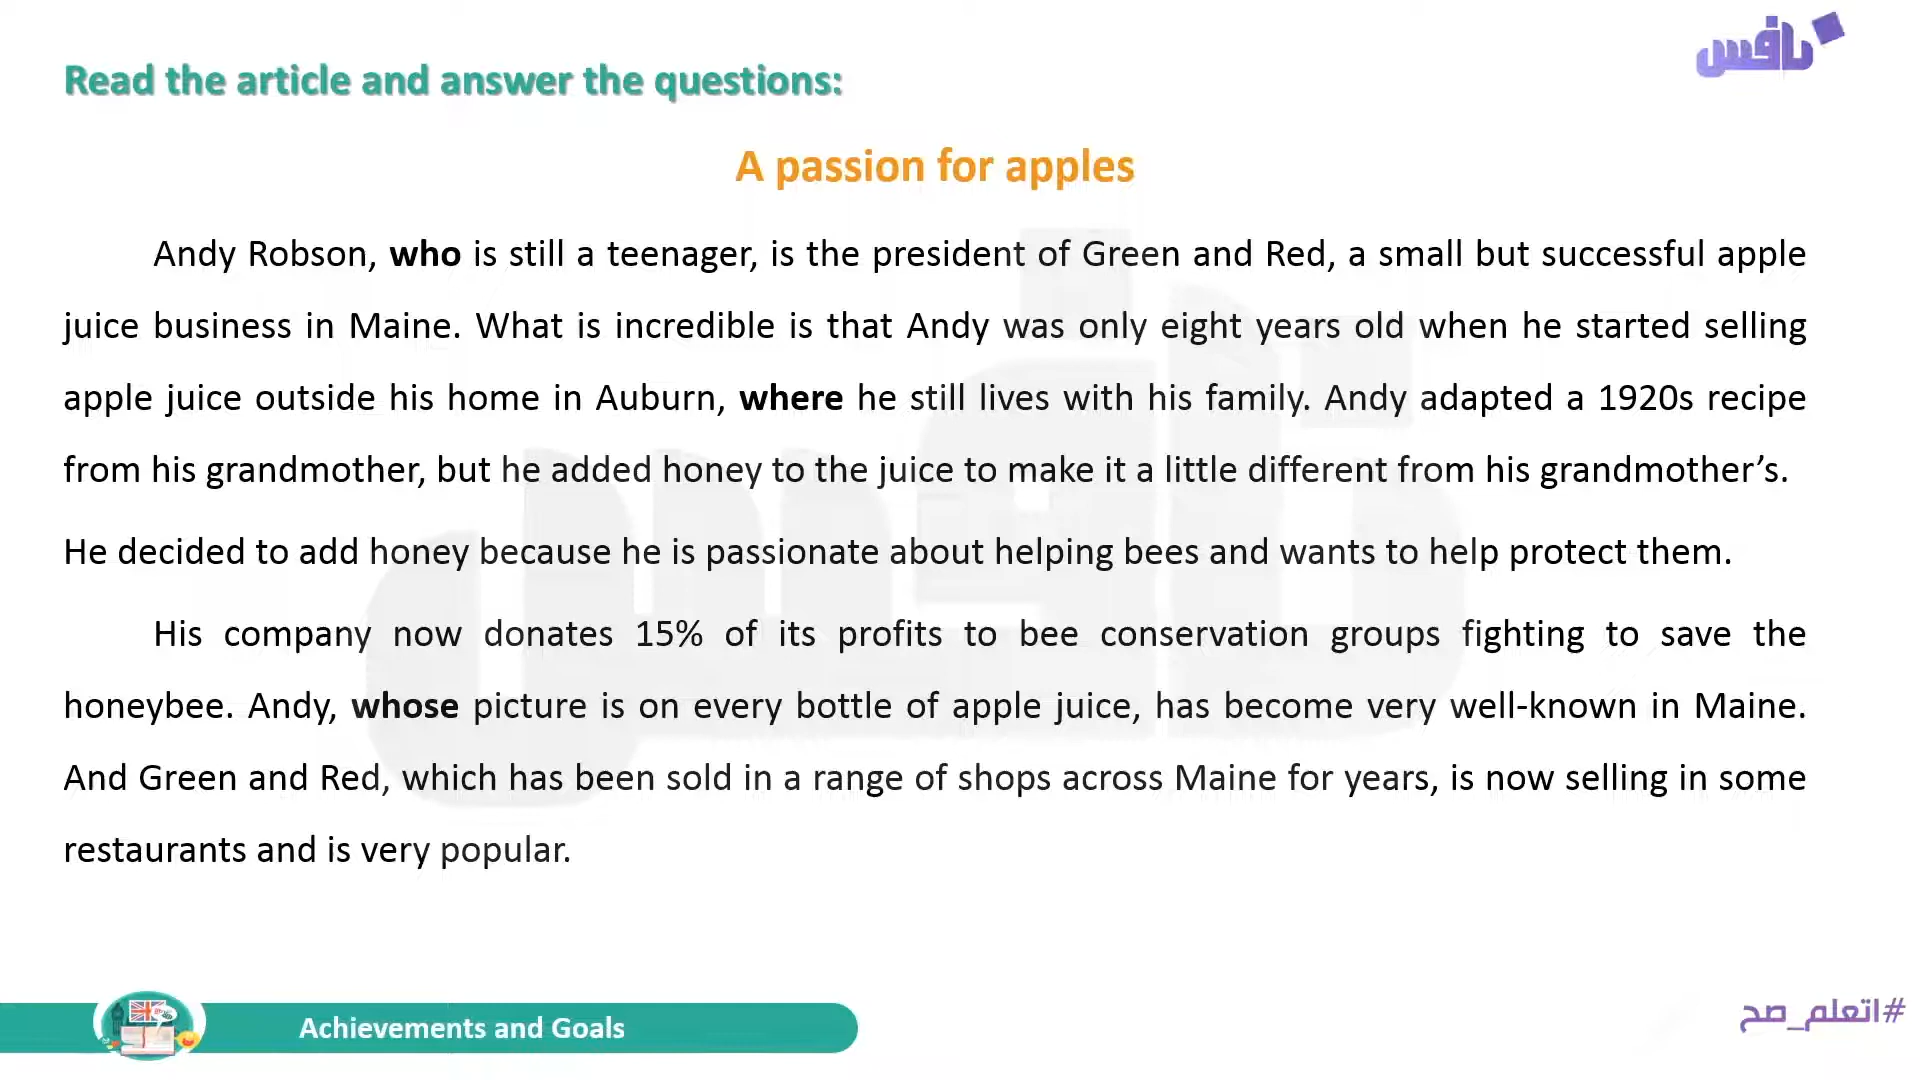 نافس
Read the article and answer the questions:
A passion for apples
Andy Robson, who is still a teenager, is the president of Green and Red, a small but successful apple
juice business in Maine. What is incredible is that Andy was only eight years old when he started selling
apple juice outside his home in Auburn, where he still lives with his family. Andy adapted a 1920s recipe
from his grandmother, but he added honey to the juice to make it a little different from his grandmother’s.
He decided to add honey because he is passionate about helping bees and wants to help protect them.
His company now donates 15% of its profits to bee conservation groups fighting to save the
honeybee. Andy, whose picture is on every bottle of apple juice, has become very well-known in Maine.
And Green and Red, which has been sold in a range of shops across Maine for years, is now selling in some
restaurants and is very popular.
Achievements and Goals
#اتعلم_صح